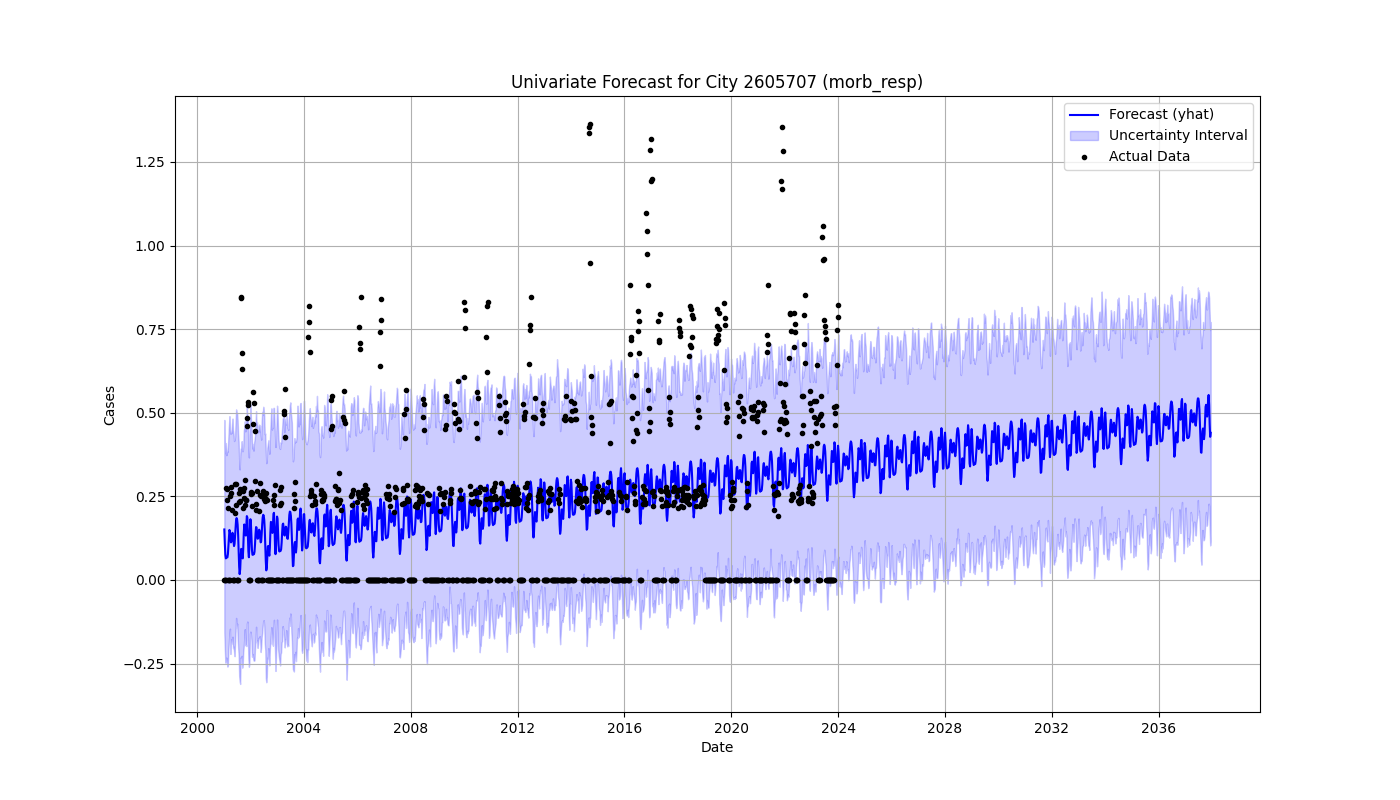 Univariate Forecast for City 2605707 (morb_resp)
Forecast (yhat)
Uncertainty Interval
Actual Data
Cases
1.25
1.00
0.75
0.50
0.25
0.00
−0.25
2000 2004 2008 2012 2016 2020 2024 2028 2032 2036
Date